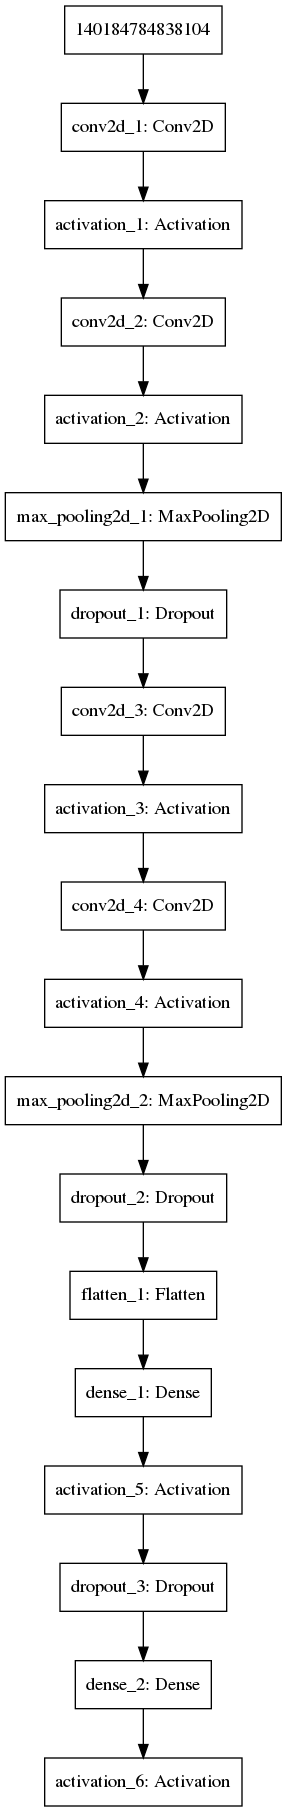 140184784838104
conv2d_1: Conv2D
activation_1: Activation
conv2d_2: Conv2D
activation_2: Activation
max_pooling2d_1: MaxPooling2D
dropout_1: Dropout
conv2d_3: Conv2D
activation_3: Activation
conv2d_4: Conv2D
activation_4: Activation
max_pooling2d_2: MaxPooling2D
dropout_2: Dropout
flatten_1: Flatten
dense_1: Dense
activation_5: Activation
dropout_3: Dropout
dense_2: Dense
activation_6: Activation